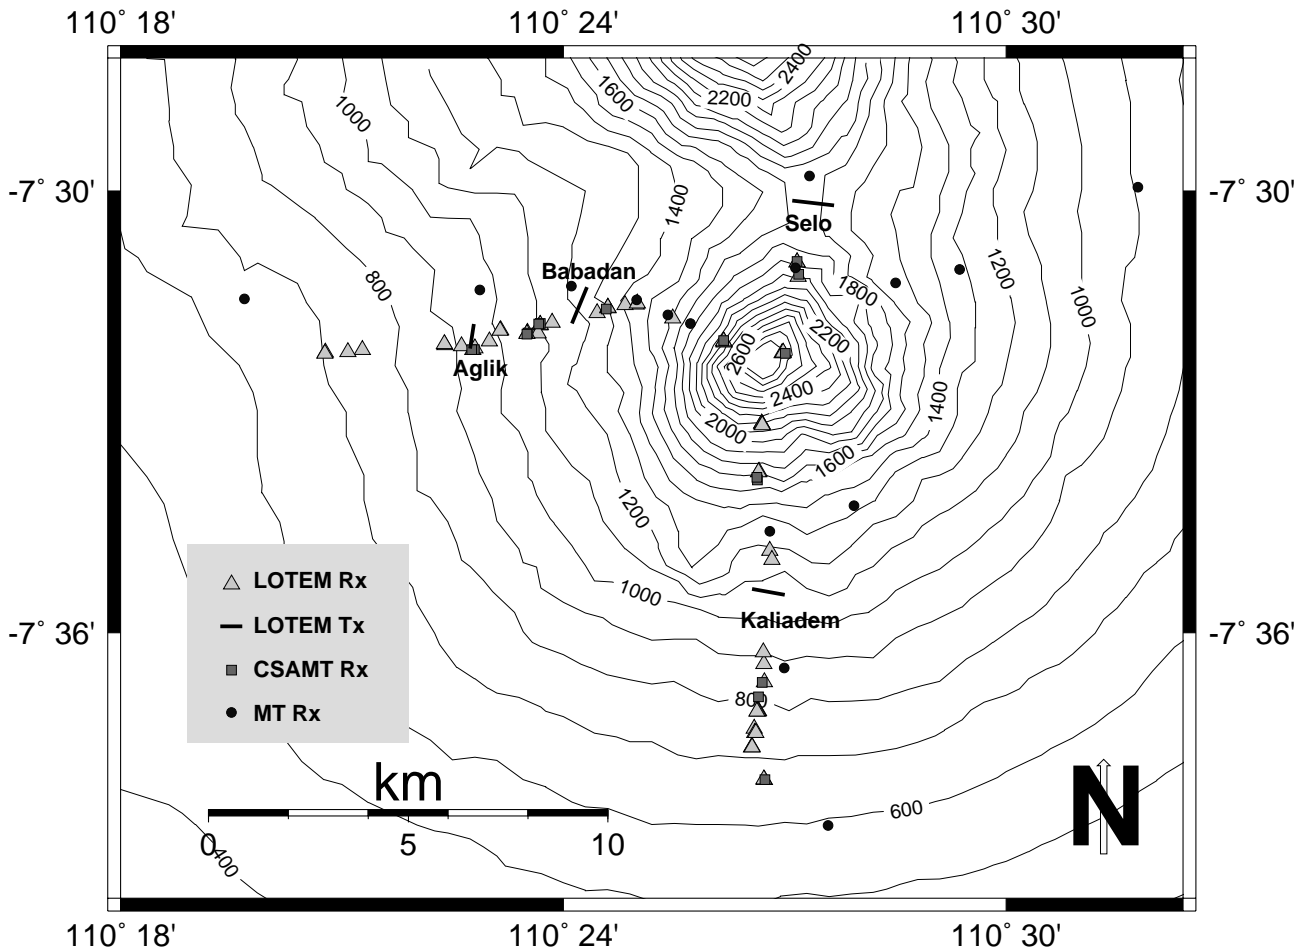 110˚ 18' 110˚ 24' 110˚ 30'
2400
1600
2200
1000
-7˚ 30' -7˚ 30'
1400
Selo
1200
Babadan
800
1800
1000
2200
2600
Aglik
2400
1400
2000
1600
1200
LOTEM Rx
1000
LOTEM Tx
Kaliadem
-7˚ 36' -7˚ 36'
CSAMT Rx
800
MT Rx
km
N
600
0 5 10
400
110˚ 18' 110˚ 24' 110˚ 30'